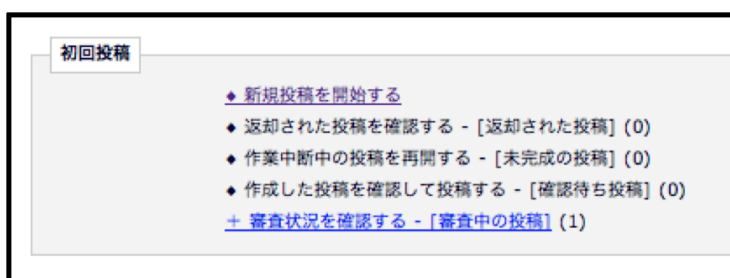 初回投稿
◆ 新規投稿を開始する
◆ 返却された投稿を確認する - [返却された投稿] (0)
◆ 作業中断中の投稿を再開する - [未完成の投稿] (0)
◆ 作成した投稿を確認して投稿する - [確認待ち投稿] (0)
＋ 審査状況を確認する - [審査中の投稿] (1)